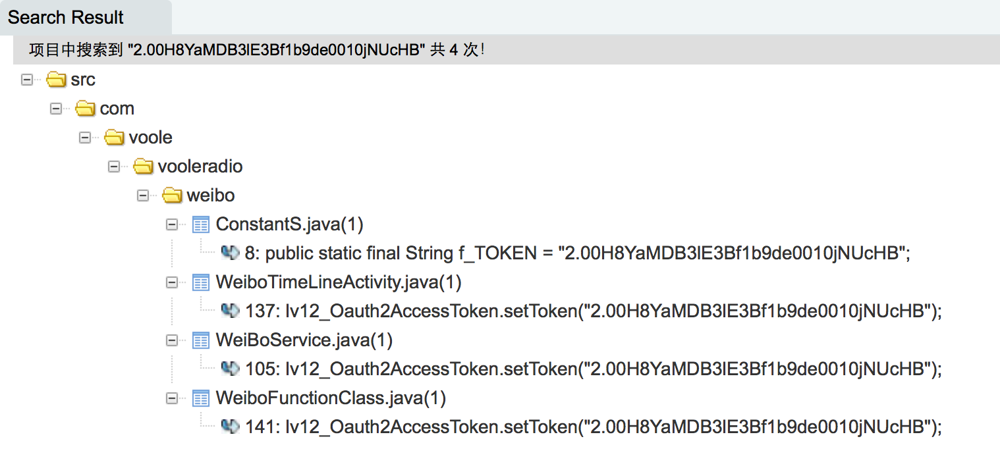 Search Result
项目中搜索到 "2.00H8YaMDB3lE3Bf1b9de0010jNUcHB" 共 4 次！
src
com
voole
vooleradio
weibo
ConstantS.java(1)
8: public static final String f_TOKEN = "2.00H8YaMDB3lE3Bf1b9de0010jNUcHB";
WeiboTimeLineActivity.java(1)
137: lv12_Oauth2AccessToken.setToken("2.00H8YaMDB3lE3Bf1b9de0010jNUcHB");
WeiBoService.java(1)
105: lv12_Oauth2AccessToken.setToken("2.00H8YaMDB3lE3Bf1b9de0010jNUcHB");
WeiboFunctionClass.java(1)
141: lv12_Oauth2AccessToken.setToken("2.00H8YaMDB3lE3Bf1b9de0010jNUcHB");